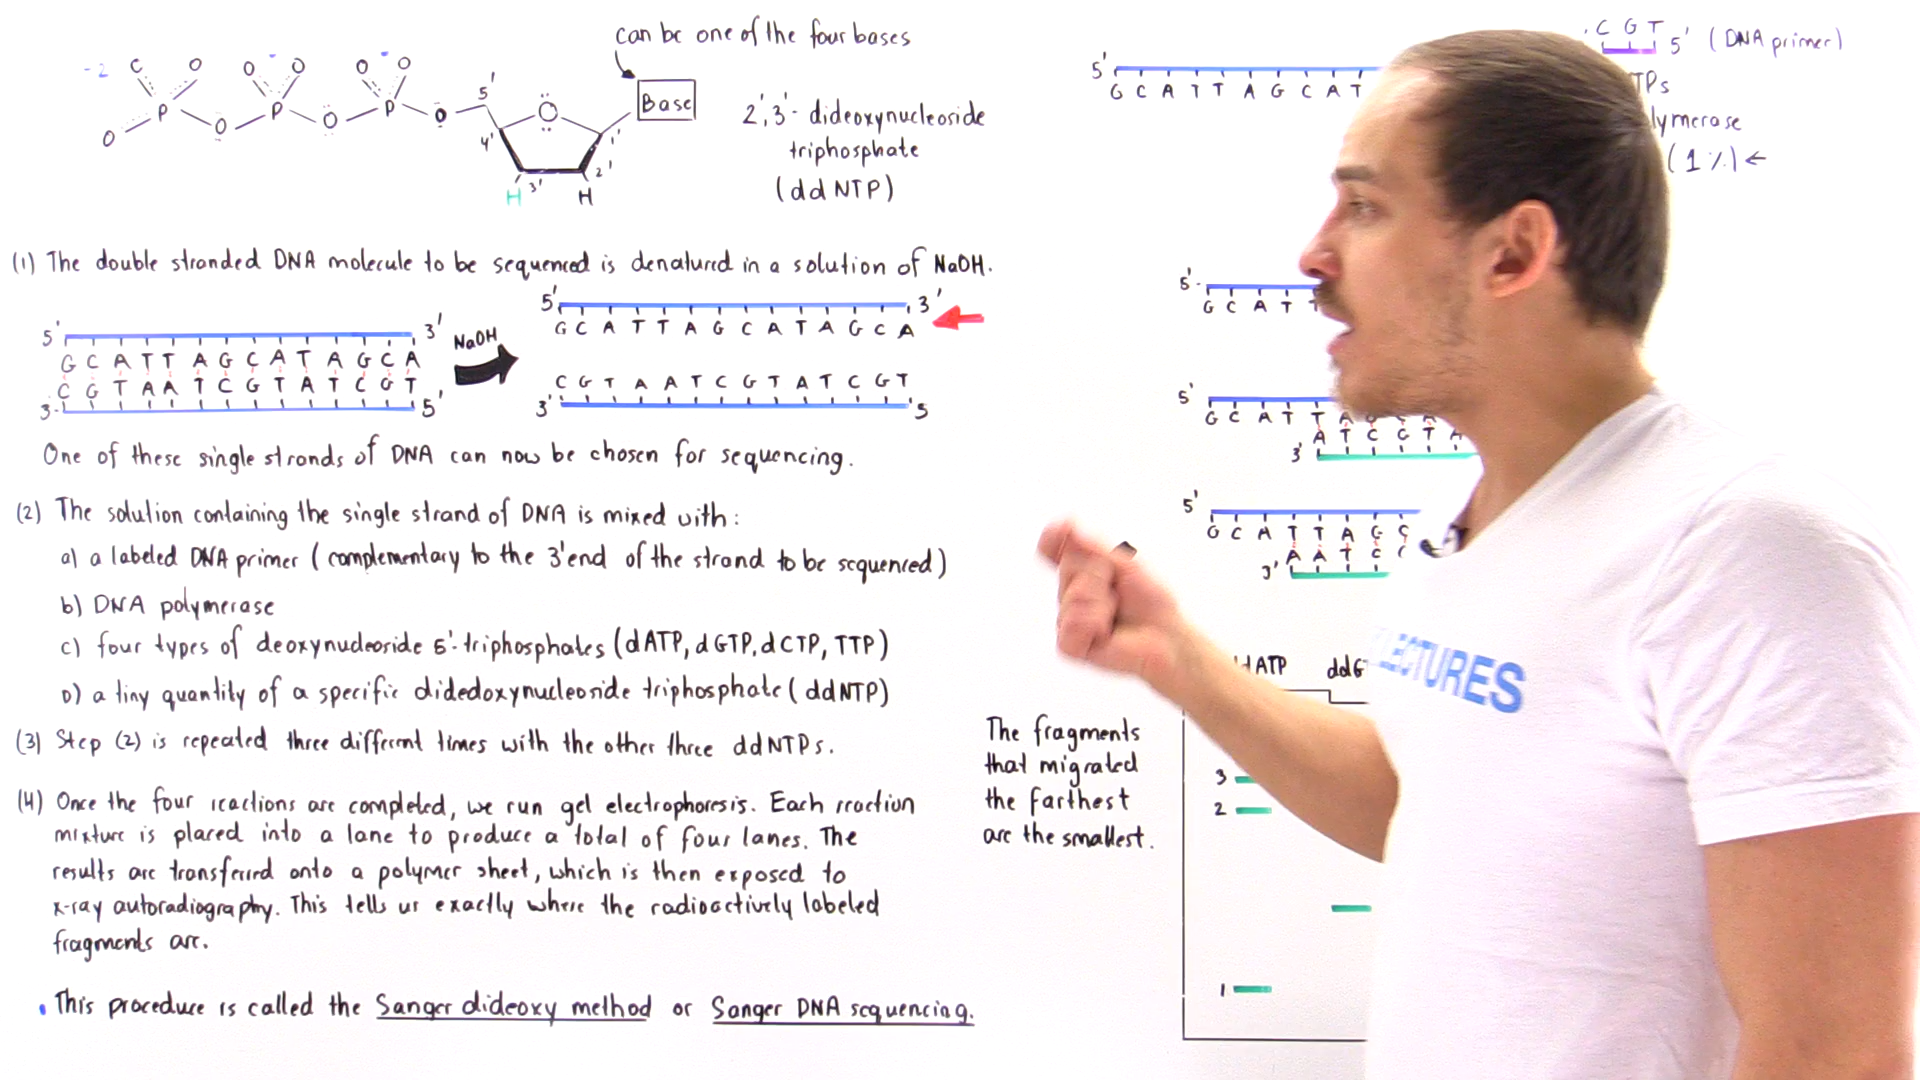 can be one of the four bases
-2 O O O - O O - O
P P P O 5' O Base
O O O 4' 1'
H 3' 2'
H
2',3'- dideoxynucleoside
triphosphate
(ddNTP)
(1) The double stranded DNA molecule to be sequenced is denatured in a solution of NaOH.
5' 3'
G C A T T A G C A T A G C A
C G T A A T C G T A T C G T
3' 5'
NaOH
5' 3'
G C A T T A G C A T A G C A
C G T A A T C G T A T C G T
3' 5
One of these single strands of DNA can now be chosen for sequencing.
(2) The solution containing the single strand of DNA is mixed with:
a) a labeled DNA primer (complementary to the 3'end of the strand to be sequenced)
b) DNA polymerase
c) four types of deoxynucleoside 5'-triphosphates (dATP, dGTP, dCTP, TTP)
D) a tiny quantity of a specific didedoxynucleoside triphosphate (ddNTP)
(3) Step (2) is repeated three different times with the other three ddNTPs.
(4) Once the four reactions are completed, we run gel electrophoresis. Each reaction
mixture is placed into a lane to produce a total of four lanes. The
results are transferred onto a polymer sheet, which is then exposed to
x-ray autoradiography. This tells us exactly where the radioactively labeled
fragments are.
• This procedure is called the Sanger dideoxy method or Sanger DNA sequencing.
5'
G C A T T A G C A T
C G T 5' (DNA primer)
TPs
lymerase
(1%) ←
5'
G C A T T
5'
G C A T T A G C A
A T C G T A
3'
5'
G C A T T A G C
A A T C
3'
dATP ddG
The fragments
that migrated
the farthest
are the smallest.
3
2
1
LECTURES